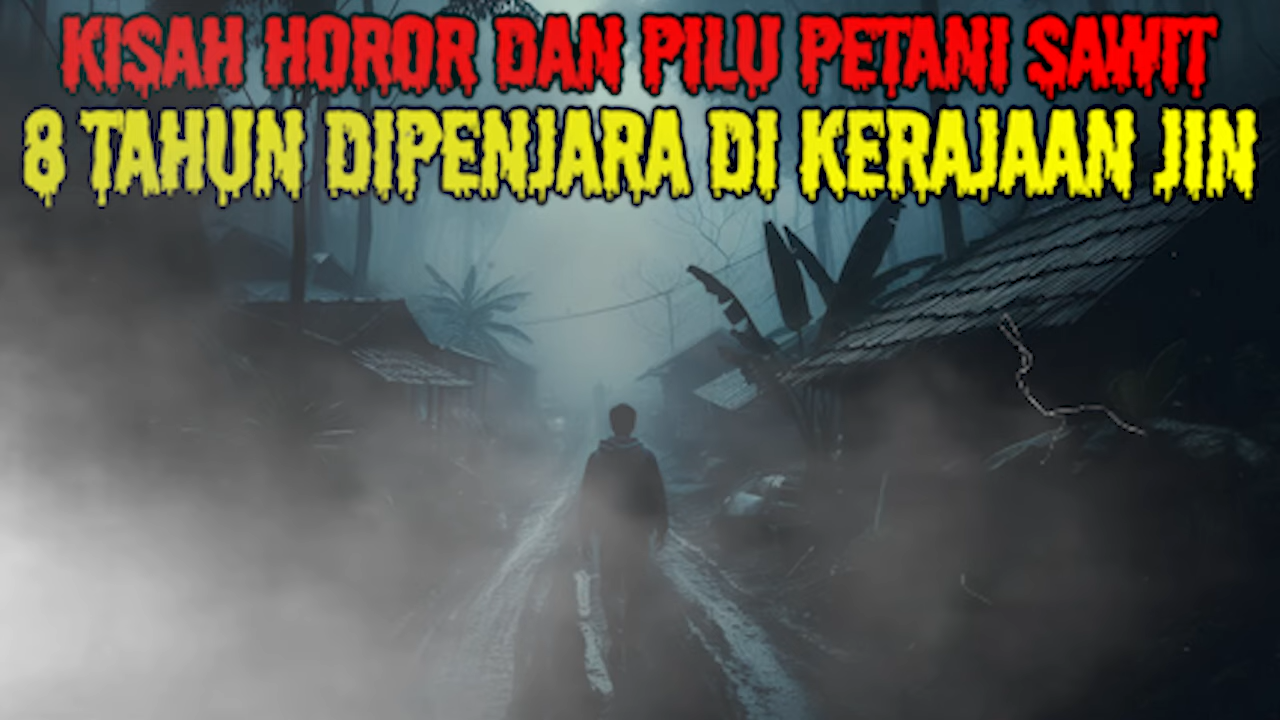 KISAH HOROR DAN PILU PETANI SAWIT
8 TAHUN DIPENJARA DI KERAJAAN JIN